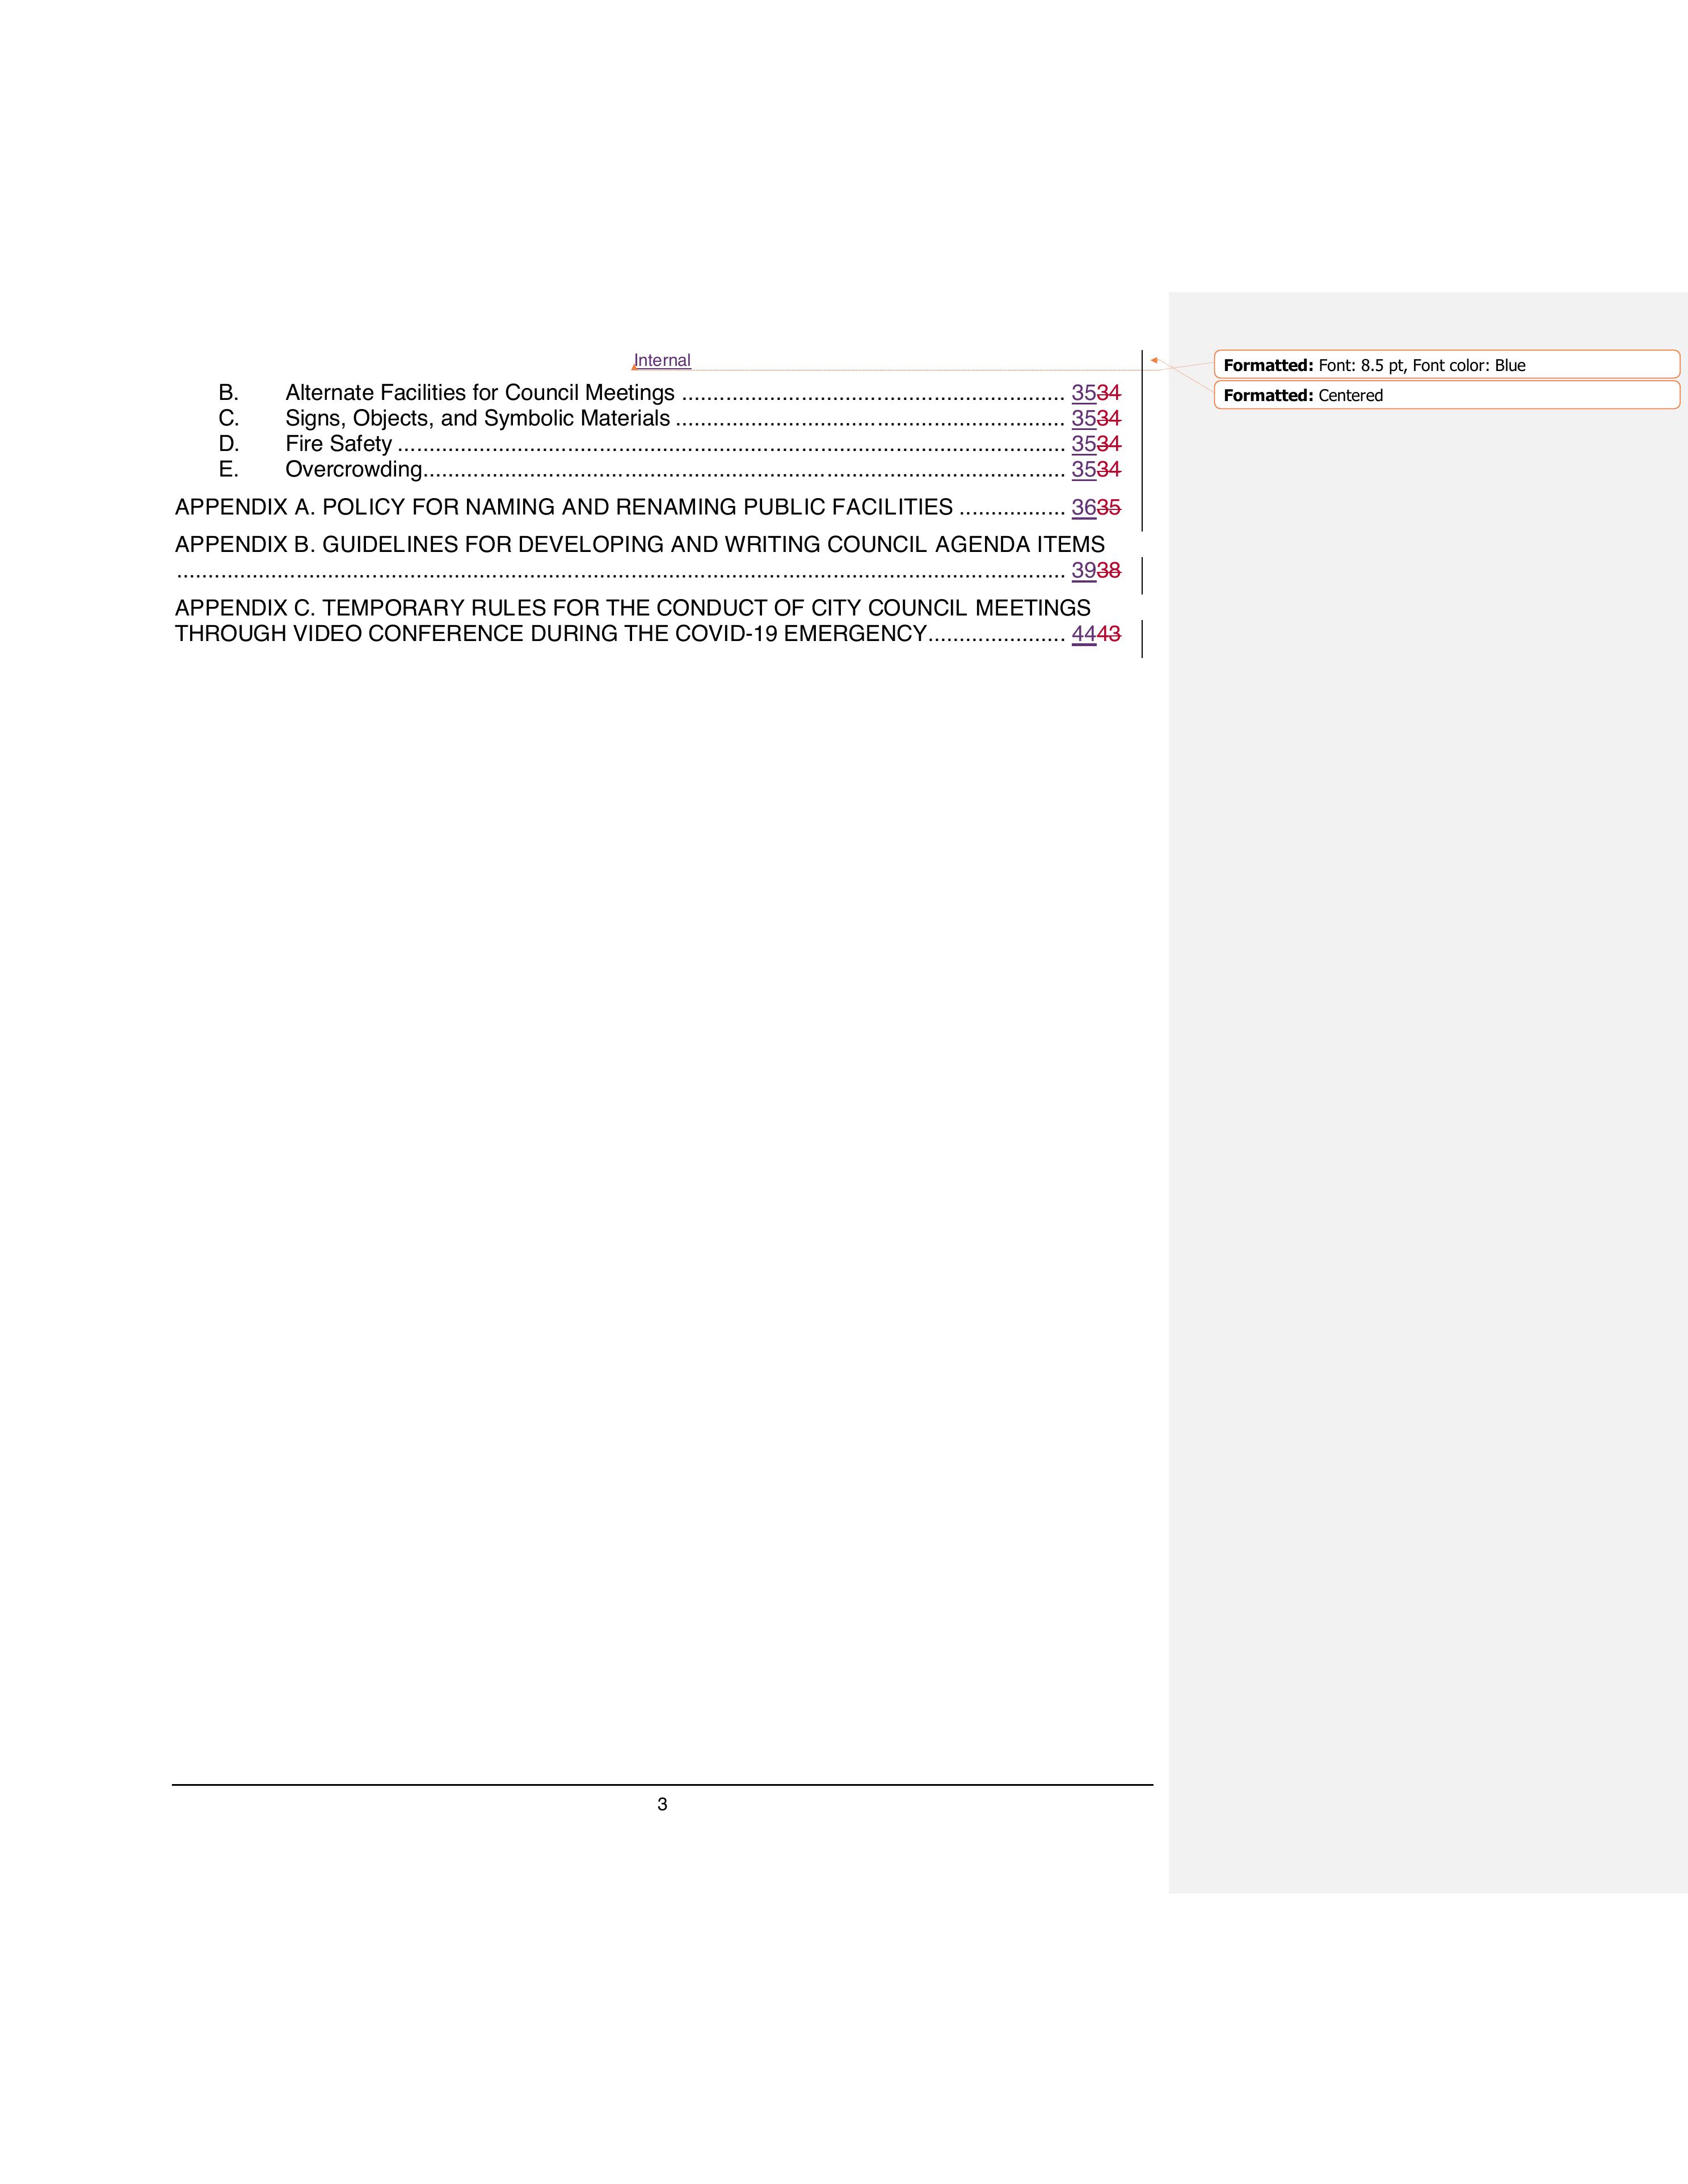 Internal
B. Alternate Facilities for Council Meetings .............................................................. 3534
C. Signs, Objects, and Symbolic Materials .............................................................. 3534
D. Fire Safety ........................................................................................................... 3534
E. Overcrowding....................................................................................................... 3534
APPENDIX A. POLICY FOR NAMING AND RENAMING PUBLIC FACILITIES ................. 3635
APPENDIX B. GUIDELINES FOR DEVELOPING AND WRITING COUNCIL AGENDA ITEMS
.............................................................................................................................................. 3938
APPENDIX C. TEMPORARY RULES FOR THE CONDUCT OF CITY COUNCIL MEETINGS
THROUGH VIDEO CONFERENCE DURING THE COVID-19 EMERGENCY...................... 4443
3
Formatted: Font: 8.5 pt, Font color: Blue
Formatted: Centered